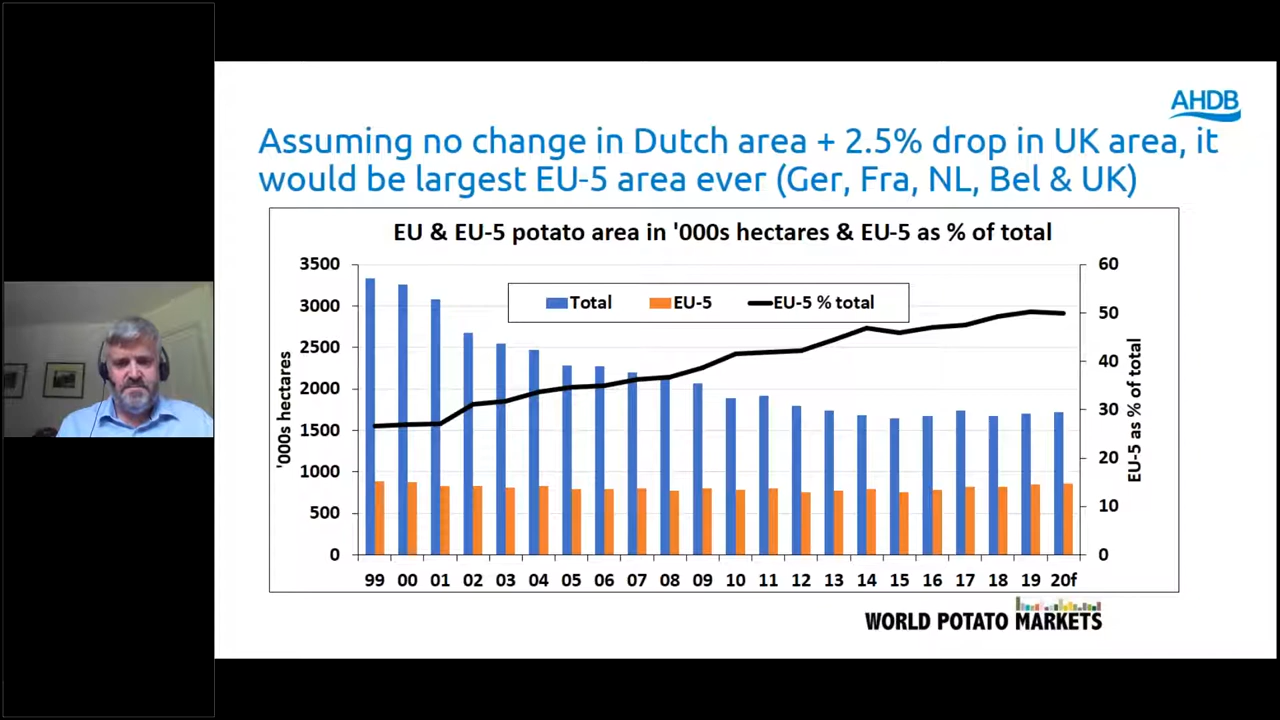 AHDB
Assuming no change in Dutch area + 2.5% drop in UK area, it
would be largest EU-5 area ever (Ger, Fra, NL, Bel & UK)
EU & EU-5 potato area in '000s hectares & EU-5 as % of total
Total EU-5 EU-5 % total
'000s hectares
3500
3000
2500
2000
1500
1000
500
0
60
50
40
30
20
10
0
EU-5 as % of total
99 00 01 02 03 04 05 06 07 08 09 10 11 12 13 14 15 16 17 18 19 20f
WORLD POTATO MARKETS